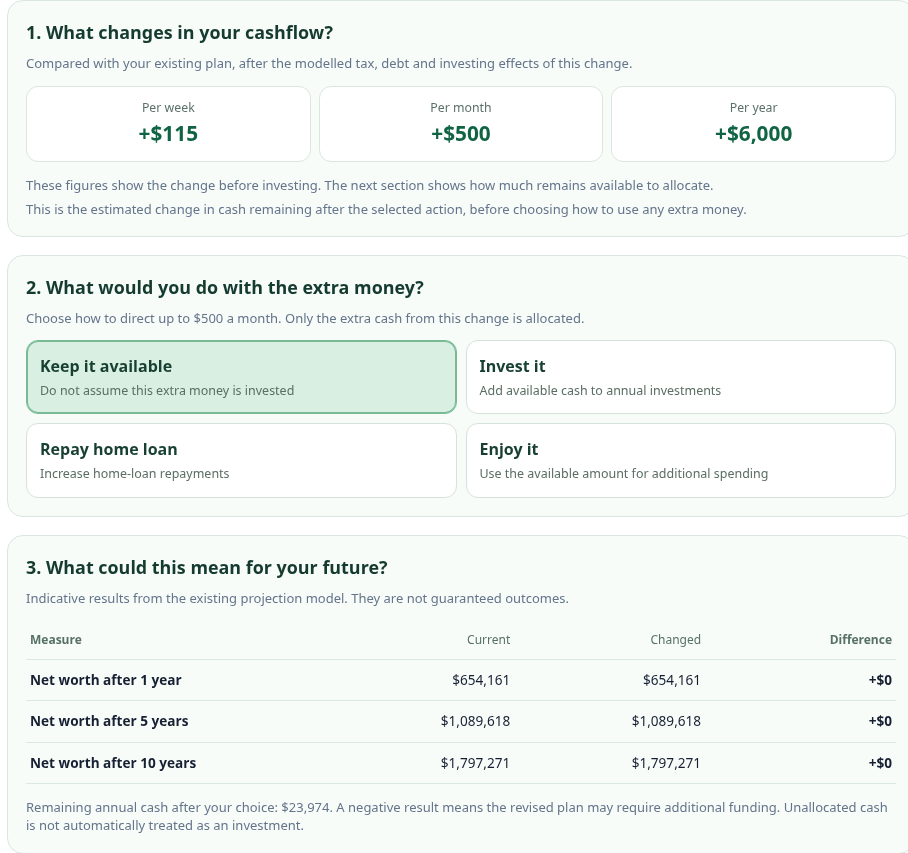 1. What changes in your cashflow?
Compared with your existing plan, after the modelled tax, debt and investing effects of this change.
Per week
+$115
Per month
+$500
Per year
+$6,000
These figures show the change before investing. The next section shows how much remains available to allocate.
This is the estimated change in cash remaining after the selected action, before choosing how to use any extra money.
2. What would you do with the extra money?
Choose how to direct up to $500 a month. Only the extra cash from this change is allocated.
Keep it available
Do not assume this extra money is invested
Invest it
Add available cash to annual investments
Repay home loan
Increase home-loan repayments
Enjoy it
Use the available amount for additional spending
3. What could this mean for your future?
Indicative results from the existing projection model. They are not guaranteed outcomes.
Measure Current Changed Difference
Net worth after 1 year $654,161 $654,161 +$0
Net worth after 5 years $1,089,618 $1,089,618 +$0
Net worth after 10 years $1,797,271 $1,797,271 +$0
Remaining annual cash after your choice: $23,974. A negative result means the revised plan may require additional funding. Unallocated cash
is not automatically treated as an investment.